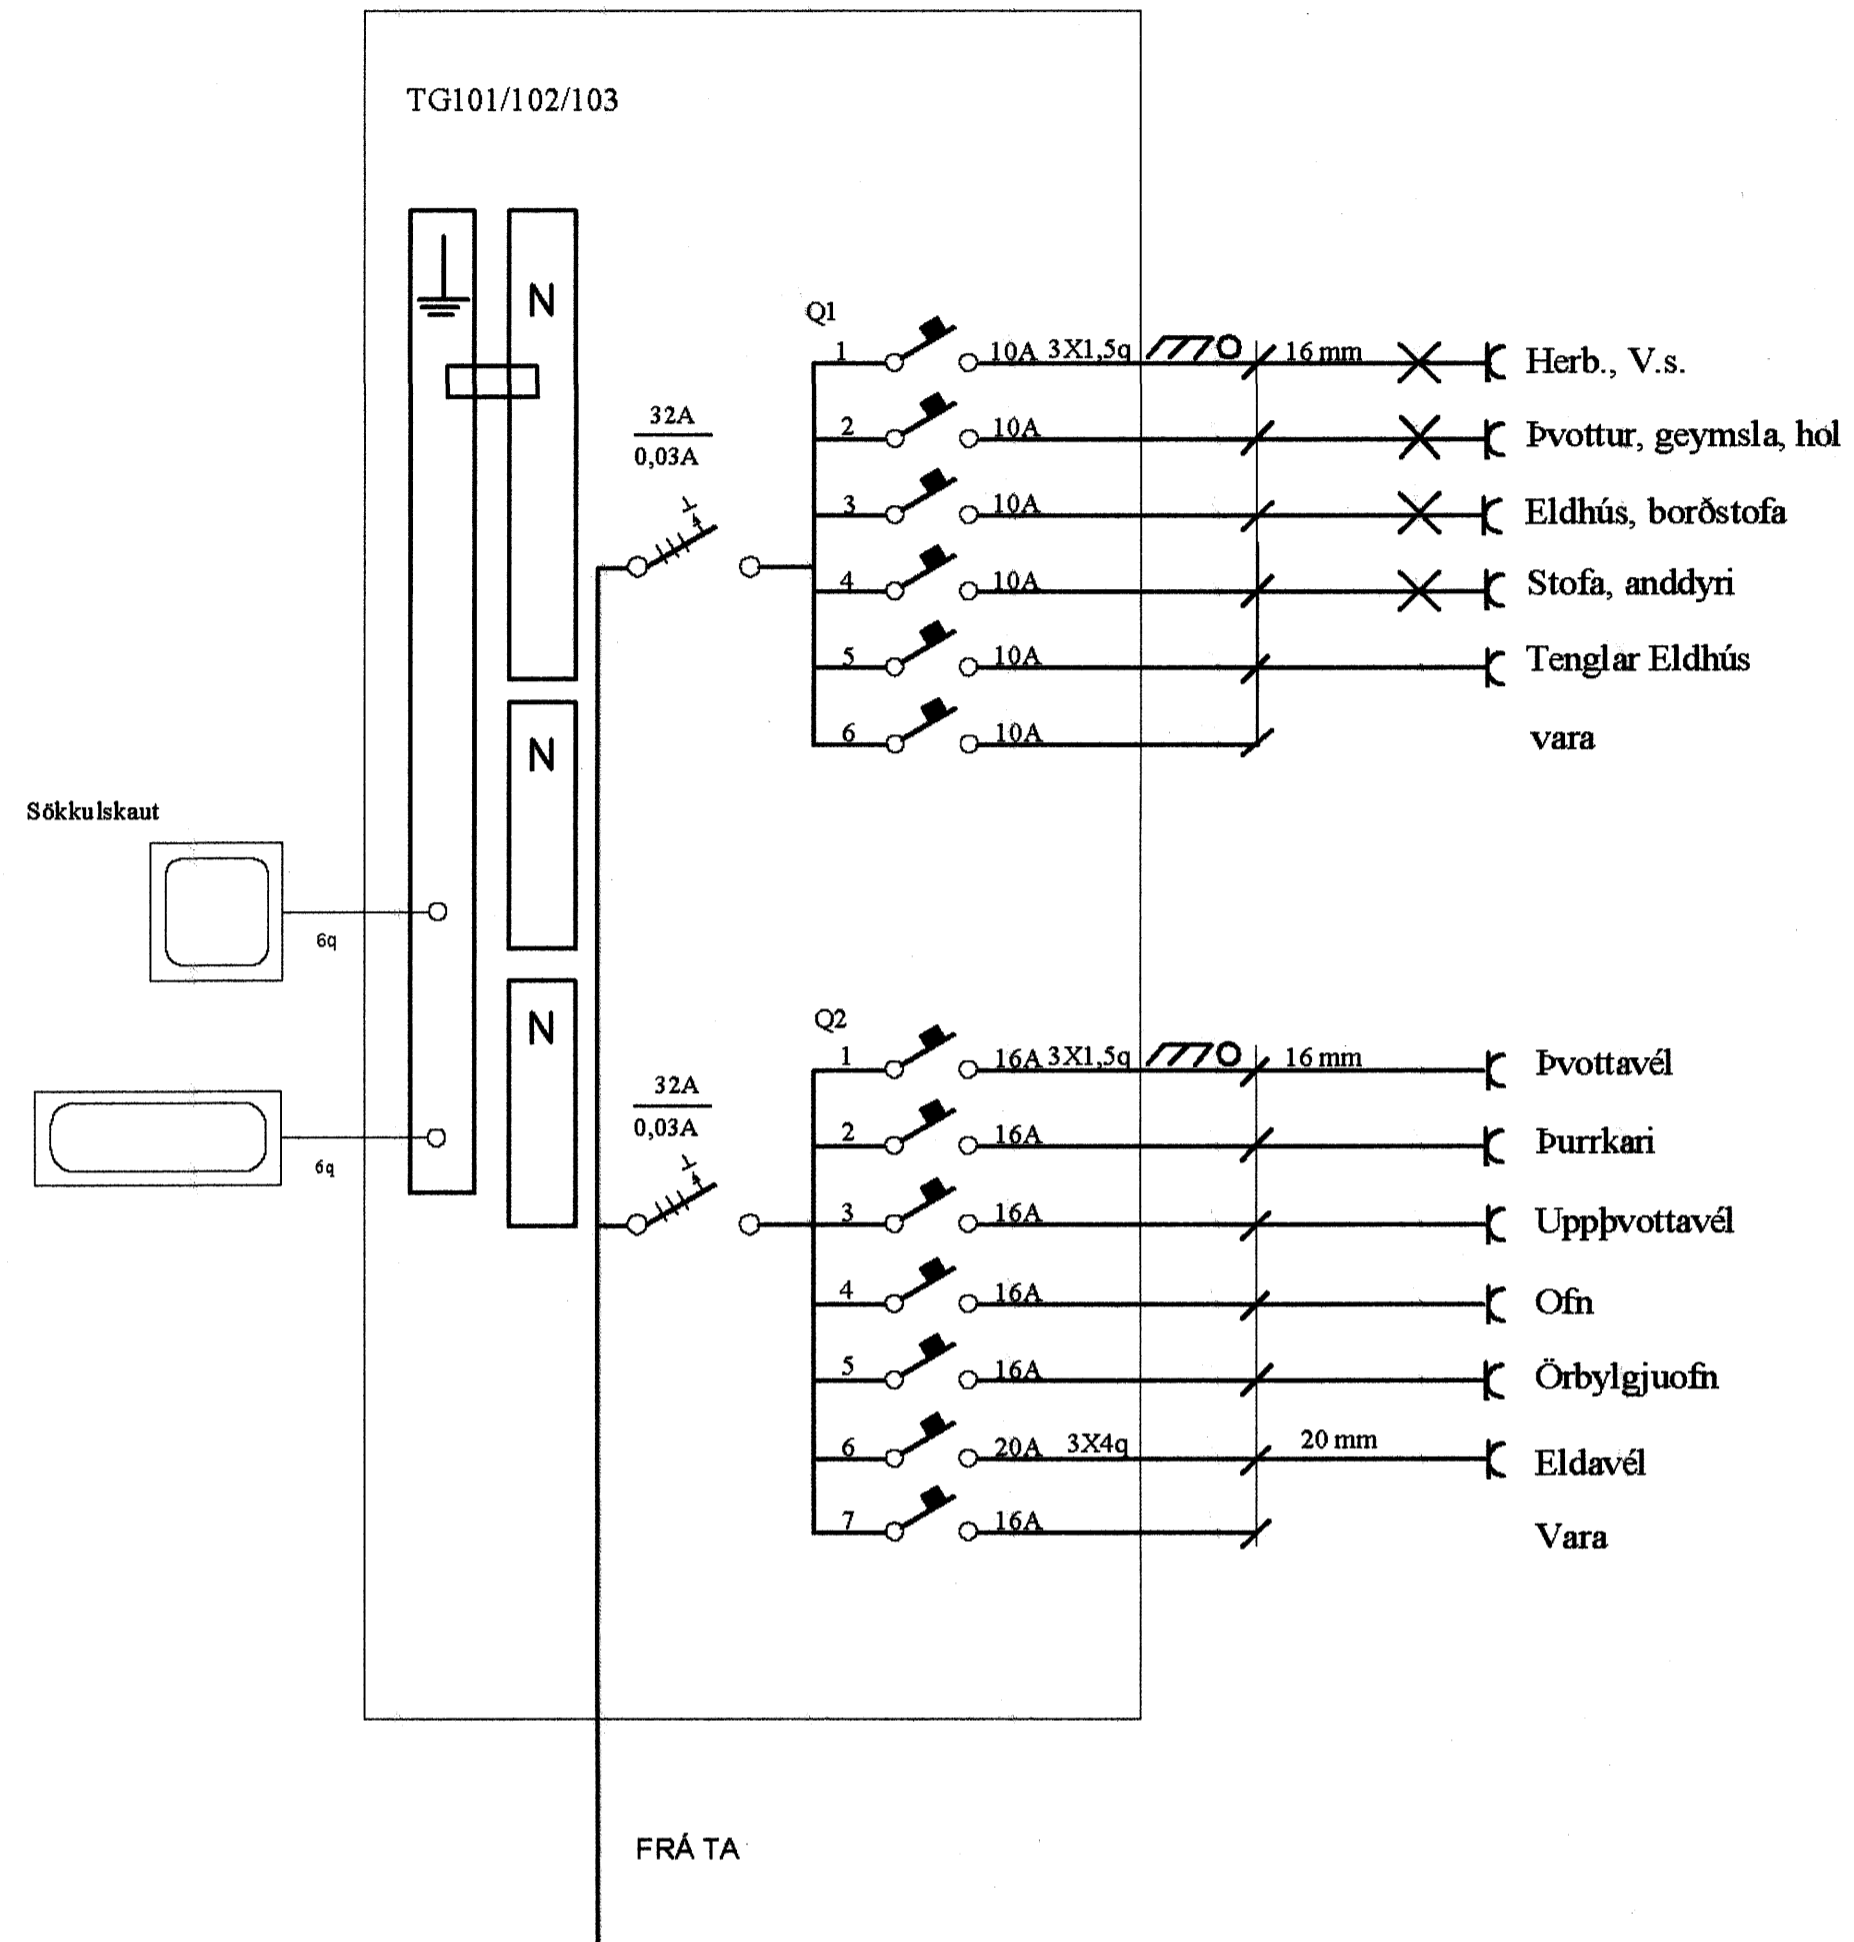 TG101/102/103
N
Q1
32A
0,03A
1 10A 3X1,5q 16 mm Herb., V.s.
2 10A Þvottur, geymsla, hol
3 10A Eldhús, borðstofa
4 10A Stofa, anddyri
5 10A Tenglar Eldhús
6 10A vara
N
Sökkulskaut
6q
N
Q2
32A
0,03A
6q
1 16A 3X1,5q 16 mm Þvottavél
2 16A Þurrkari
3 16A Uppþvottavél
4 16A Ofn
5 16A Örbylgjuofn
6 20A 3X4q 20 mm Eldavél
7 16A Vara
FRÁ TA